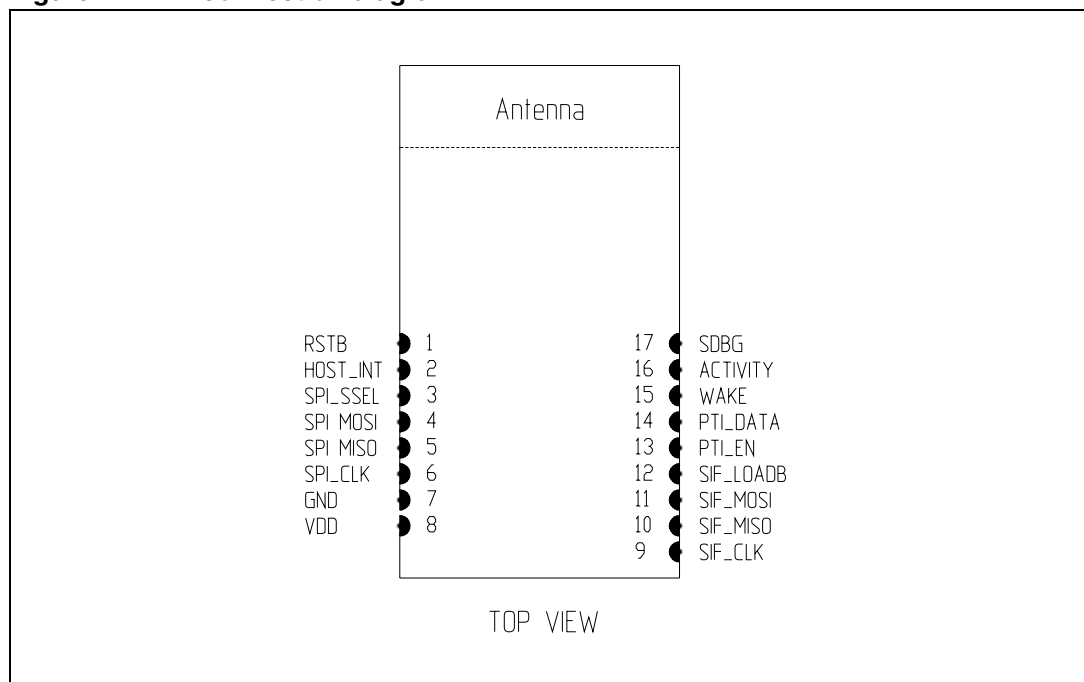 Antenna
RSTB 1 17 SDBG
HOST_INT 2 16 ACTIVITY
SPI_SSEL 3 15 WAKE
SPI MOSI 4 14 PTI_DATA
SPI MISO 5 13 PTI_EN
SPI_CLK 6 12 SIF_LOADB
GND 7 11 SIF_MOSI
VDD 8 10 SIF_MISO
9 SIF_CLK
TOP VIEW